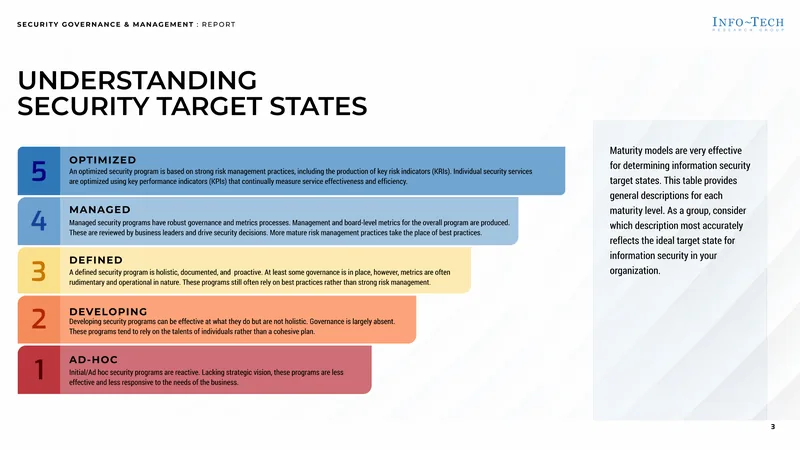 SECURITY GOVERNANCE & MANAGEMENT : REPORT
INFO~TECH
RESEARCH GROUP
UNDERSTANDING
SECURITY TARGET STATES
5
OPTIMIZED
An optimized security program is based on strong risk management practices, including the production of key risk indicators (KRIs). Individual security services
are optimized using key performance indicators (KPIs) that continually measure service effectiveness and efficiency.
4
MANAGED
Managed security programs have robust governance and metrics processes. Management and board-level metrics for the overall program are produced.
These are reviewed by business leaders and drive security decisions. More mature risk management practices take the place of best practices.
3
DEFINED
A defined security program is holistic, documented, and proactive. At least some governance is in place, however, metrics are often
rudimentary and operational in nature. These programs still often rely on best practices rather than strong risk management.
2
DEVELOPING
Developing security programs can be effective at what they do but are not holistic. Governance is largely absent.
These programs tend to rely on the talents of individuals rather than a cohesive plan.
1
AD-HOC
Initial/Ad hoc security programs are reactive. Lacking strategic vision, these programs are less
effective and less responsive to the needs of the business.
Maturity models are very effective
for determining information security
target states. This table provides
general descriptions for each
maturity level. As a group, consider
which description most accurately
reflects the ideal target state for
information security in your
organization.
3